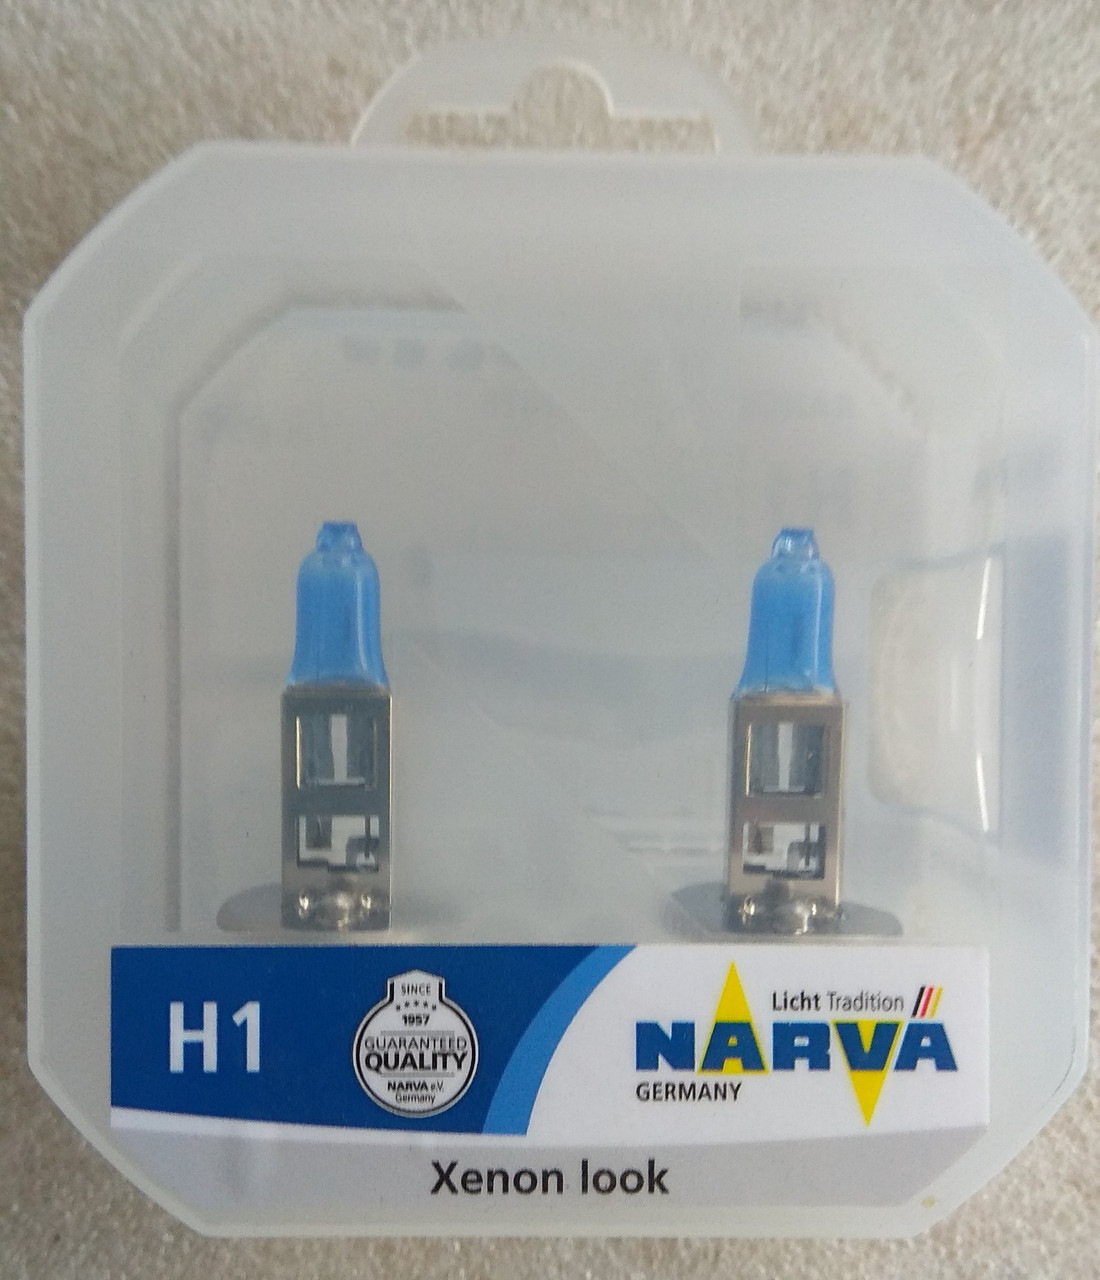 H1
SINCE
1957
GUARANTEED
QUALITY
NARVA e.V.
Germany
Licht Tradition
NARVA
GERMANY
Xenon look